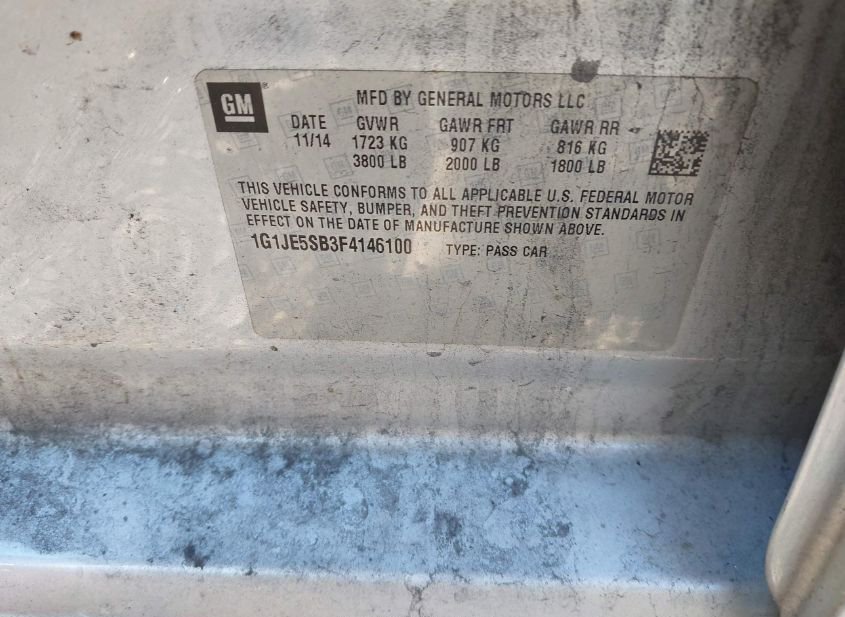 GM
MFD BY GENERAL MOTORS LLC
DATE GVWR GAWR FRT GAWR RR
11/14 1723 KG 907 KG 816 KG
3800 LB 2000 LB 1800 LB
THIS VEHICLE CONFORMS TO ALL APPLICABLE U.S. FEDERAL MOTOR
VEHICLE SAFETY, BUMPER, AND THEFT PREVENTION STANDARDS IN
EFFECT ON THE DATE OF MANUFACTURE SHOWN ABOVE.
1G1JE5SB3F4146100 TYPE: PASS CAR